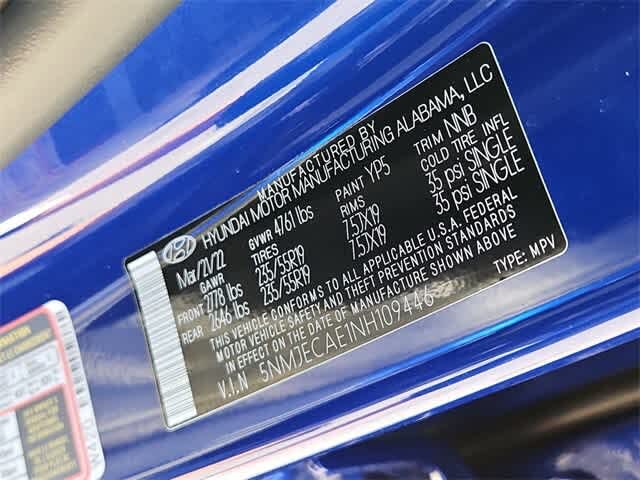 MANUFACTURED BY
HYUNDAI MOTOR MANUFACTURING ALABAMA, LLC
Mar/21/22 GVWR 4761 lbs PAINT YP5 TRIM NNB
GAWR TIRES RIMS COLD TIRE INFL
FRONT 2778 lbs 235/55R19 7.5JX19 35 psi SINGLE
REAR 2646 lbs 235/55R19 7.5JX19 35 psi SINGLE
THIS VEHICLE CONFORMS TO ALL APPLICABLE U.S.A. FEDERAL
MOTOR VEHICLE SAFETY AND THEFT PREVENTION STANDARDS
IN EFFECT ON THE DATE OF MANUFACTURE SHOWN ABOVE
V.I.N 5NMJECAE1NH109446 TYPE: MPV